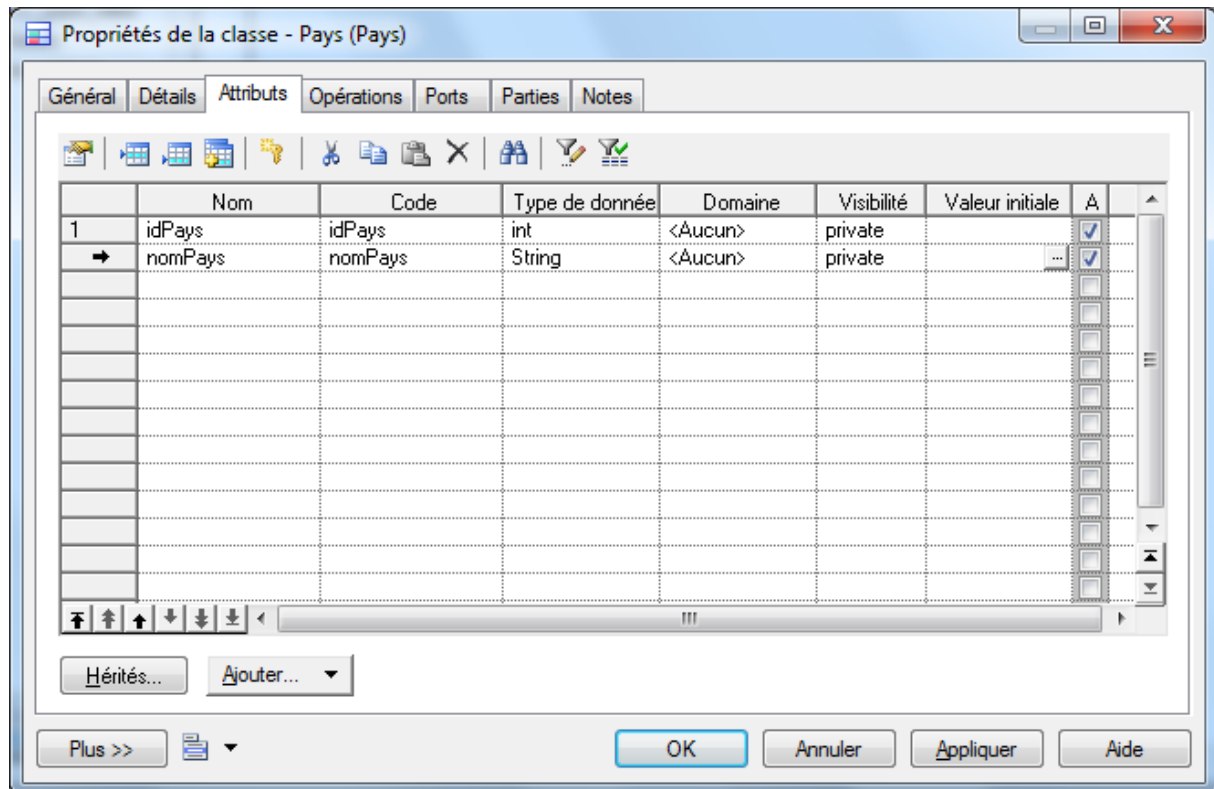 Propriétés de la classe - Pays (Pays)
Général Détails Attributs Opérations Ports Parties Notes
Nom Code Type de donnée Domaine Visibilité Valeur initiale A
1 idPays idPays int <Aucun> private
nomPays nomPays String <Aucun> private ...
Hérités... Ajouter...
Plus >> OK Annuler Appliquer Aide